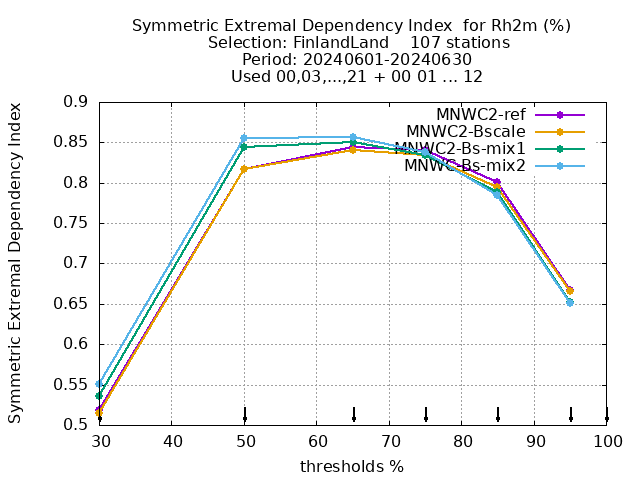 Symmetric Extremal Dependency Index  for Rh2m (%)
Selection: FinlandLand    107 stations
Period: 20240601-20240630
Used 00,03,...,21 + 00 01 ... 12
MNWC2-ref
MNWC2-Bscale
MNWC2-Bs-mix1
MNWC-Bs-mix2
Symmetric Extremal Dependency Index
0.9
0.85
0.8
0.75
0.7
0.65
0.6
0.55
0.5
30 40 50 60 70 80 90 100
thresholds %